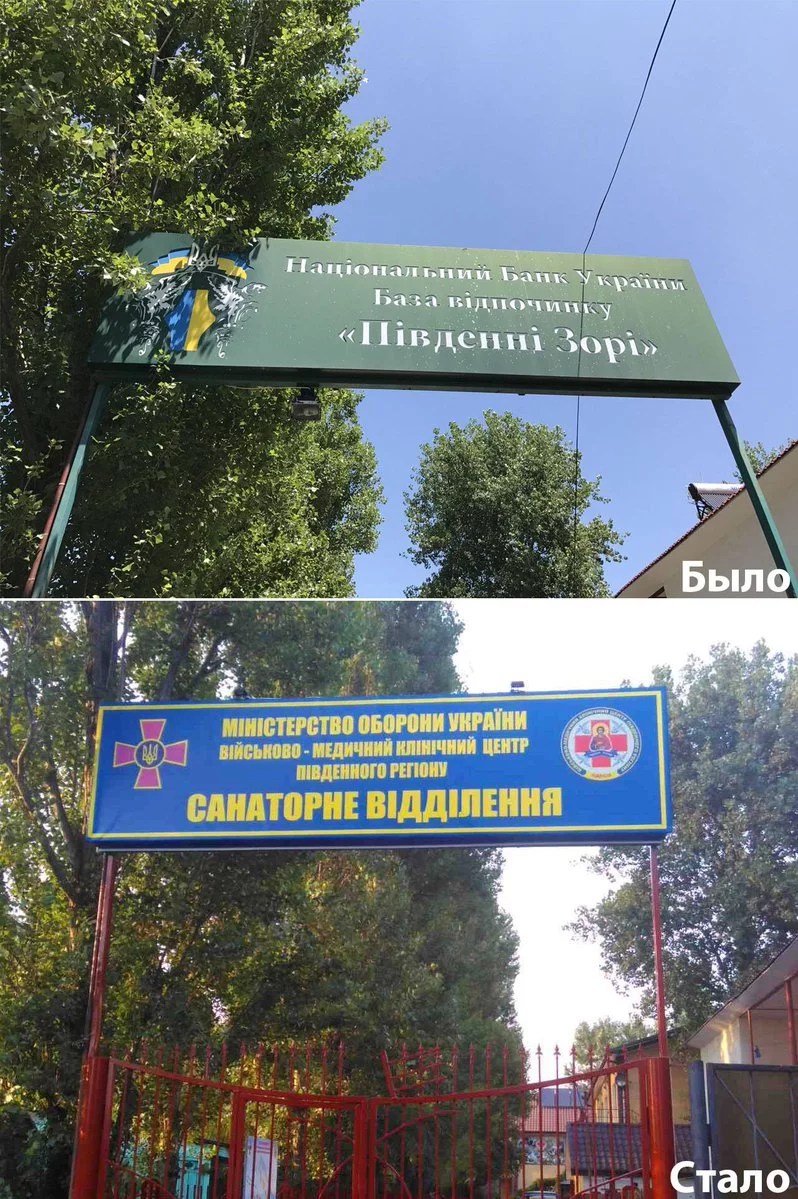 Національний Банк України
База відпочинку
«Південні Зорі»
Было
МІНІСТЕРСТВО ОБОРОНИ УКРАЇНИ
ВІЙСЬКОВО - МЕДИЧНИЙ КЛІНІЧНИЙ ЦЕНТР
ПІВДЕННОГО РЕГІОНУ
САНАТОРНЕ ВІДДІЛЕННЯ
Стало